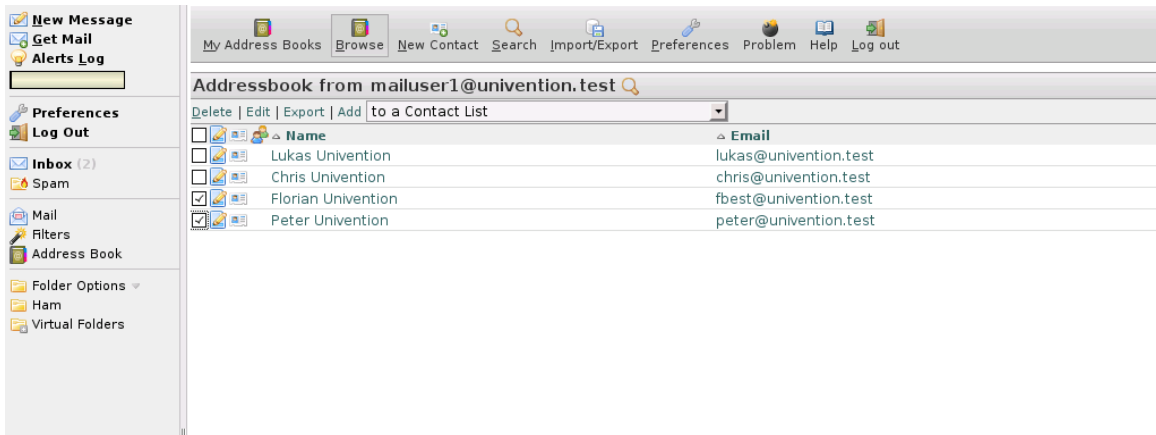 New Message
Get Mail
Alerts Log
Preferences
Log Out
Inbox (2)
Spam
Mail
Filters
Address Book
Folder Options
Ham
Virtual Folders
My Address Books Browse New Contact Search Import/Export Preferences Problem Help Log out
Addressbook from mailuser1@univention.test
Delete | Edit | Export | Add to a Contact List
Name Email
Lukas Univention lukas@univention.test
Chris Univention chris@univention.test
Florian Univention fbest@univention.test
Peter Univention peter@univention.test